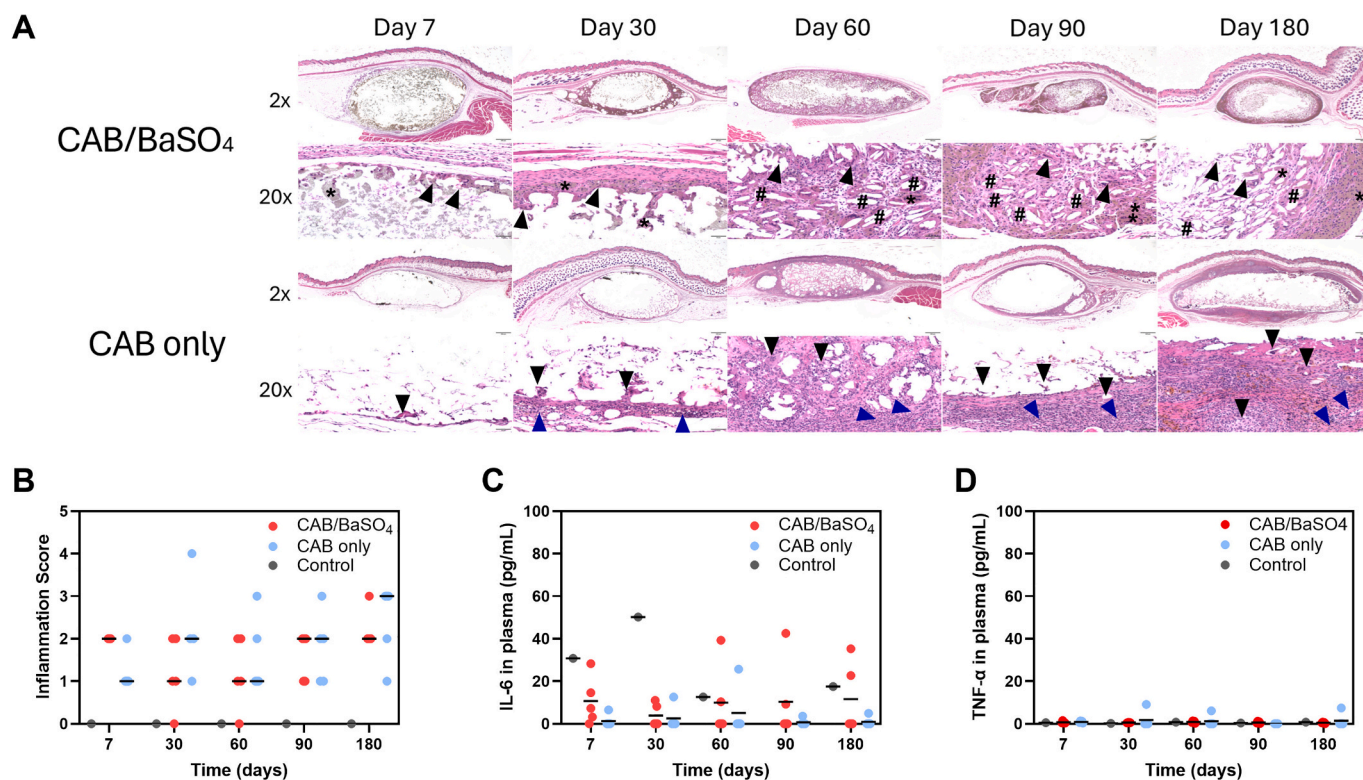 A
Day 7 Day 30 Day 60 Day 90 Day 180
2x
CAB/BaSO₄
20x
* * * # # # # # * # # # # # * * * # # *
2x
CAB only
20x
B
Inflammation Score
5
4
3
2
1
0
CAB/BaSO₄
CAB only
Control
7 30 60 90 180
Time (days)
C
IL-6 in plasma (pg/mL)
100
80
60
40
20
0
CAB/BaSO₄
CAB only
Control
7 30 60 90 180
Time (days)
D
TNF-α in plasma (pg/mL)
100
80
60
40
20
0
CAB/BaSO4
CAB only
Control
7 30 60 90 180
Time (days)